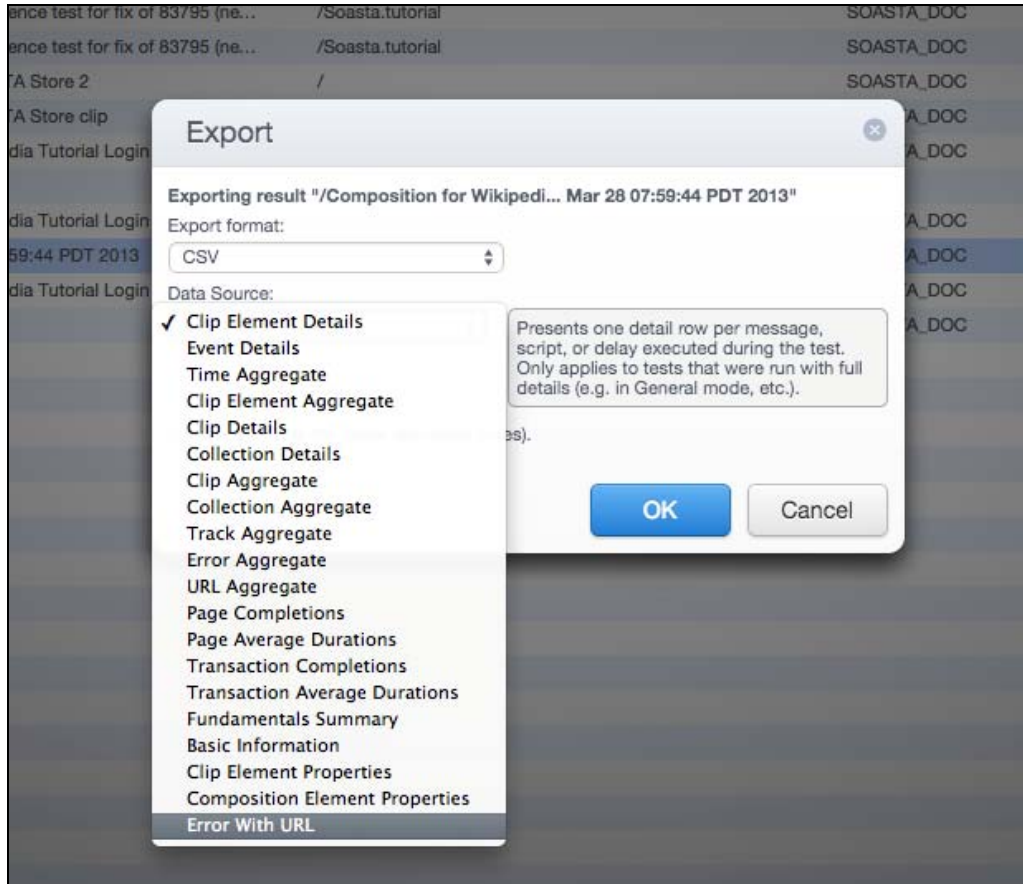 ence test for fix of 83795 (ne... /Soasta.tutorial SOASTA_DOC
ence test for fix of 83795 (ne... /Soasta.tutorial SOASTA_DOC
TA Store 2 / SOASTA_DOC
TA Store clip A_DOC
dia Tutorial Login A_DOC
dia Tutorial Login A_DOC
59:44 PDT 2013 A_DOC
dia Tutorial Login A_DOC
A_DOC
Export
Exporting result "/Composition for Wikipedi... Mar 28 07:59:44 PDT 2013"
Export format:
CSV
Data Source:
✓ Clip Element Details
Event Details
Time Aggregate
Clip Element Aggregate
Clip Details
Collection Details
Clip Aggregate
Collection Aggregate
Track Aggregate
Error Aggregate
URL Aggregate
Page Completions
Page Average Durations
Transaction Completions
Transaction Average Durations
Fundamentals Summary
Basic Information
Clip Element Properties
Composition Element Properties
Error With URL
Presents one detail row per message,
script, or delay executed during the test.
Only applies to tests that were run with full
details (e.g. in General mode, etc.).
es).
OK
Cancel